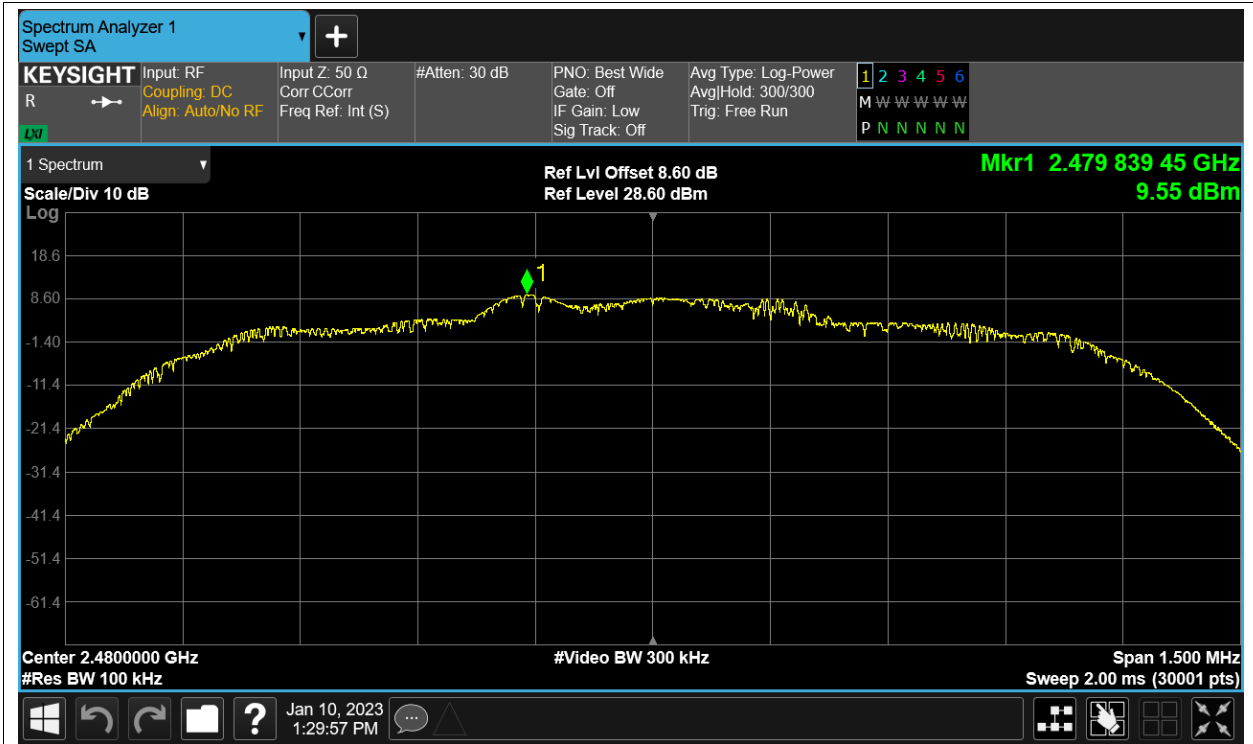 Spectrum Analyzer 1
Swept SA
KEYSIGHT
R
LXI
Input: RF
Coupling: DC
Align: Auto/No RF
Input Z: 50 Ω
Corr CCorr
Freq Ref: Int (S)
#Atten: 30 dB
PNO: Best Wide
Gate: Off
IF Gain: Low
Sig Track: Off
Avg Type: Log-Power
Avg|Hold: 300/300
Trig: Free Run
1 2 3 4 5 6
M W W W W W
P N N N N N
1 Spectrum
Scale/Div 10 dB
Log
Ref Lvl Offset 8.60 dB
Ref Level 28.60 dBm
Mkr1 2.479 839 45 GHz
9.55 dBm
1
18.6
8.60
-1.40
-11.4
-21.4
-31.4
-41.4
-51.4
-61.4
Center 2.4800000 GHz
#Video BW 300 kHz
Span 1.500 MHz
#Res BW 100 kHz
Sweep 2.00 ms (30001 pts)
?
Jan 10, 2023
1:29:57 PM